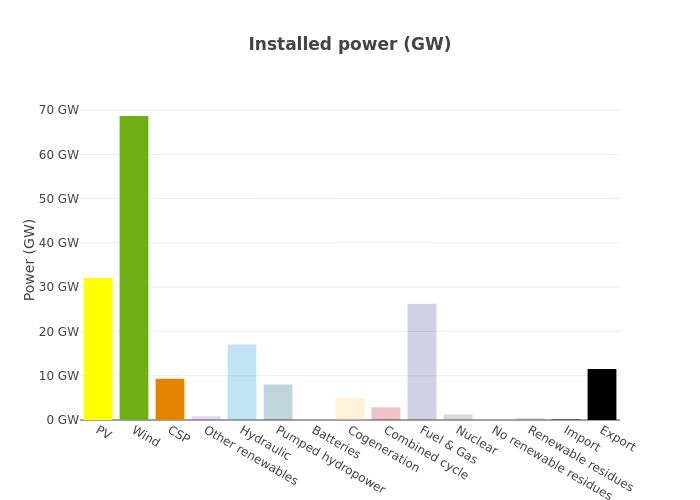 Installed power (GW)
70 GW
60 GW
50 GW
40 GW
30 GW
20 GW
10 GW
0 GW
Power (GW)
PV
Wind
CSP
Other renewables
Hydraulic
Pumped hydropower
Batteries
Cogeneration
Combined cycle
Fuel & Gas
Nuclear
No renewable residues
Renewable residues
Import
Export